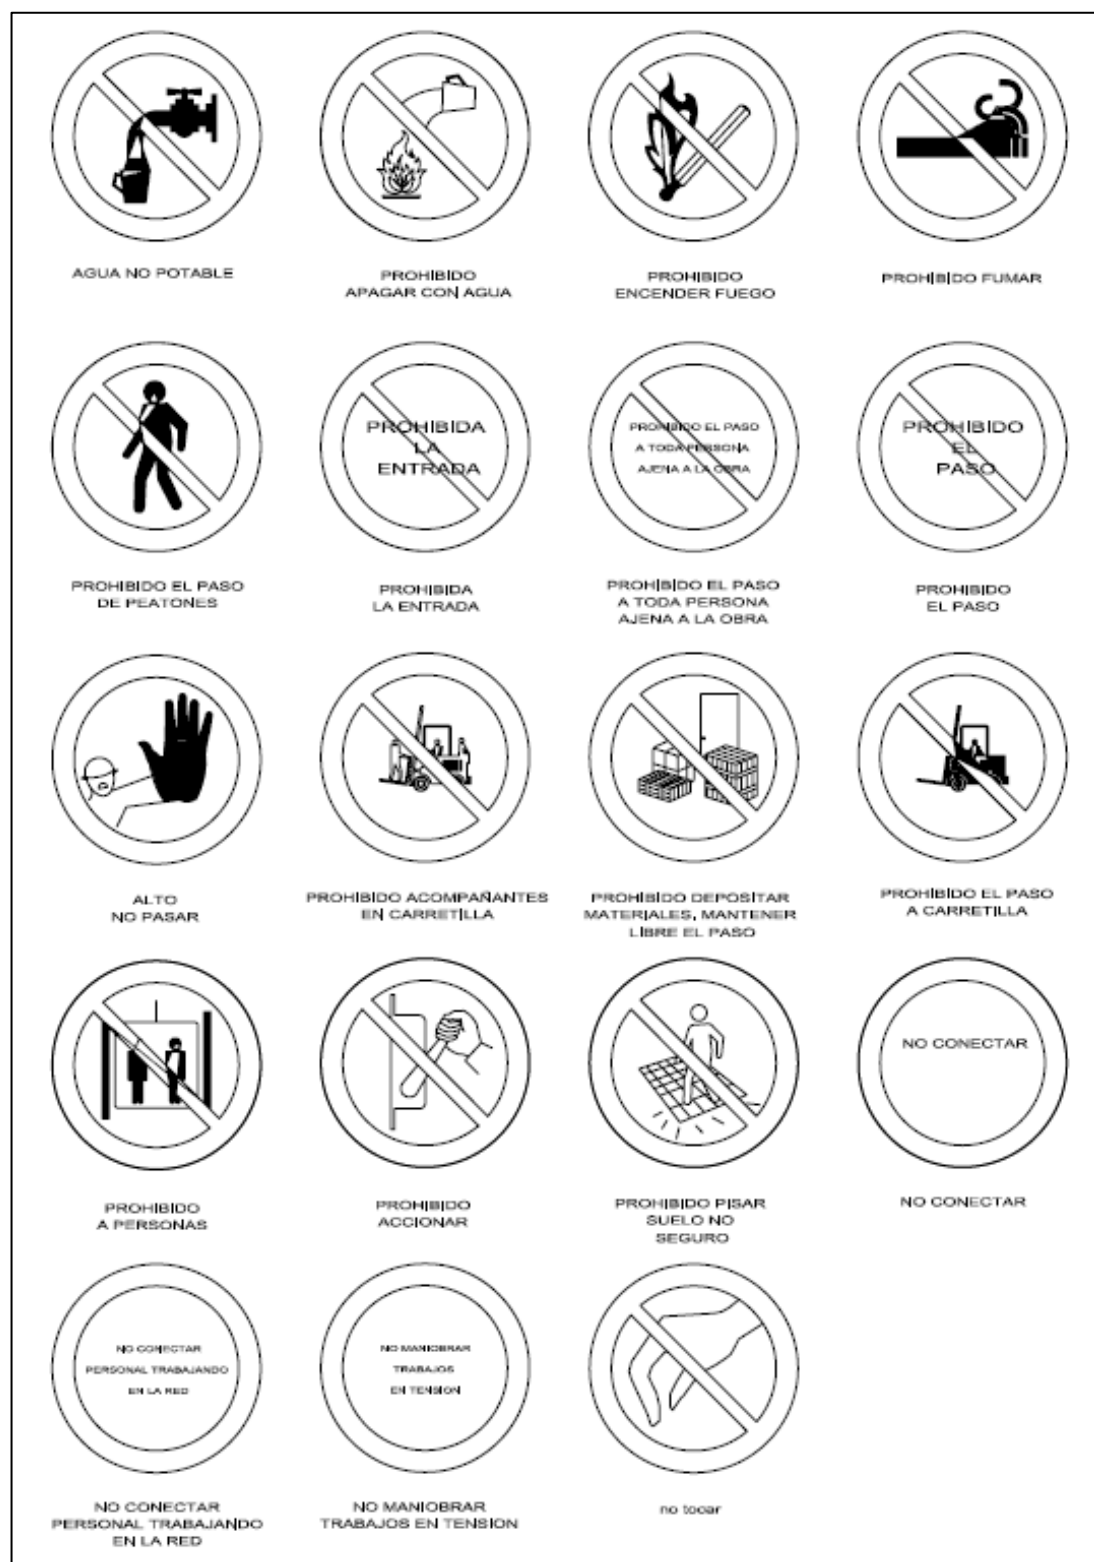 AGUA NO POTABLE
PROHIBIDO
APAGAR CON AGUA
PROHIBIDO
ENCENDER FUEGO
PROHIBIDO FUMAR
PROHIBIDA
LA
ENTRADA
PROHIBIDO EL PASO
A TODA PERSONA
AJENA A LA OBRA
PROHIBIDO
EL
PASO
PROHIBIDO EL PASO
DE PEATONES
PROHIBIDA
LA ENTRADA
PROHIBIDO EL PASO
A TODA PERSONA
AJENA A LA OBRA
PROHIBIDO
EL PASO
ALTO
NO PASAR
PROHIBIDO ACOMPAÑANTES
EN CARRETILLA
PROHIBIDO DEPOSITAR
MATERIALES, MANTENER
LIBRE EL PASO
PROHIBIDO EL PASO
A CARRETILLA
NO CONECTAR
PROHIBIDO
A PERSONAS
PROHIBIDO
ACCIONAR
PROHIBIDO PISAR
SUELO NO
SEGURO
NO CONECTAR
NO CONECTAR
PERSONAL TRABAJANDO
EN LA RED
NO MANIOBRAR
TRABAJOS
EN TENSION
NO CONECTAR
PERSONAL TRABAJANDO
EN LA RED
NO MANIOBRAR
TRABAJOS EN TENSION
no tocar